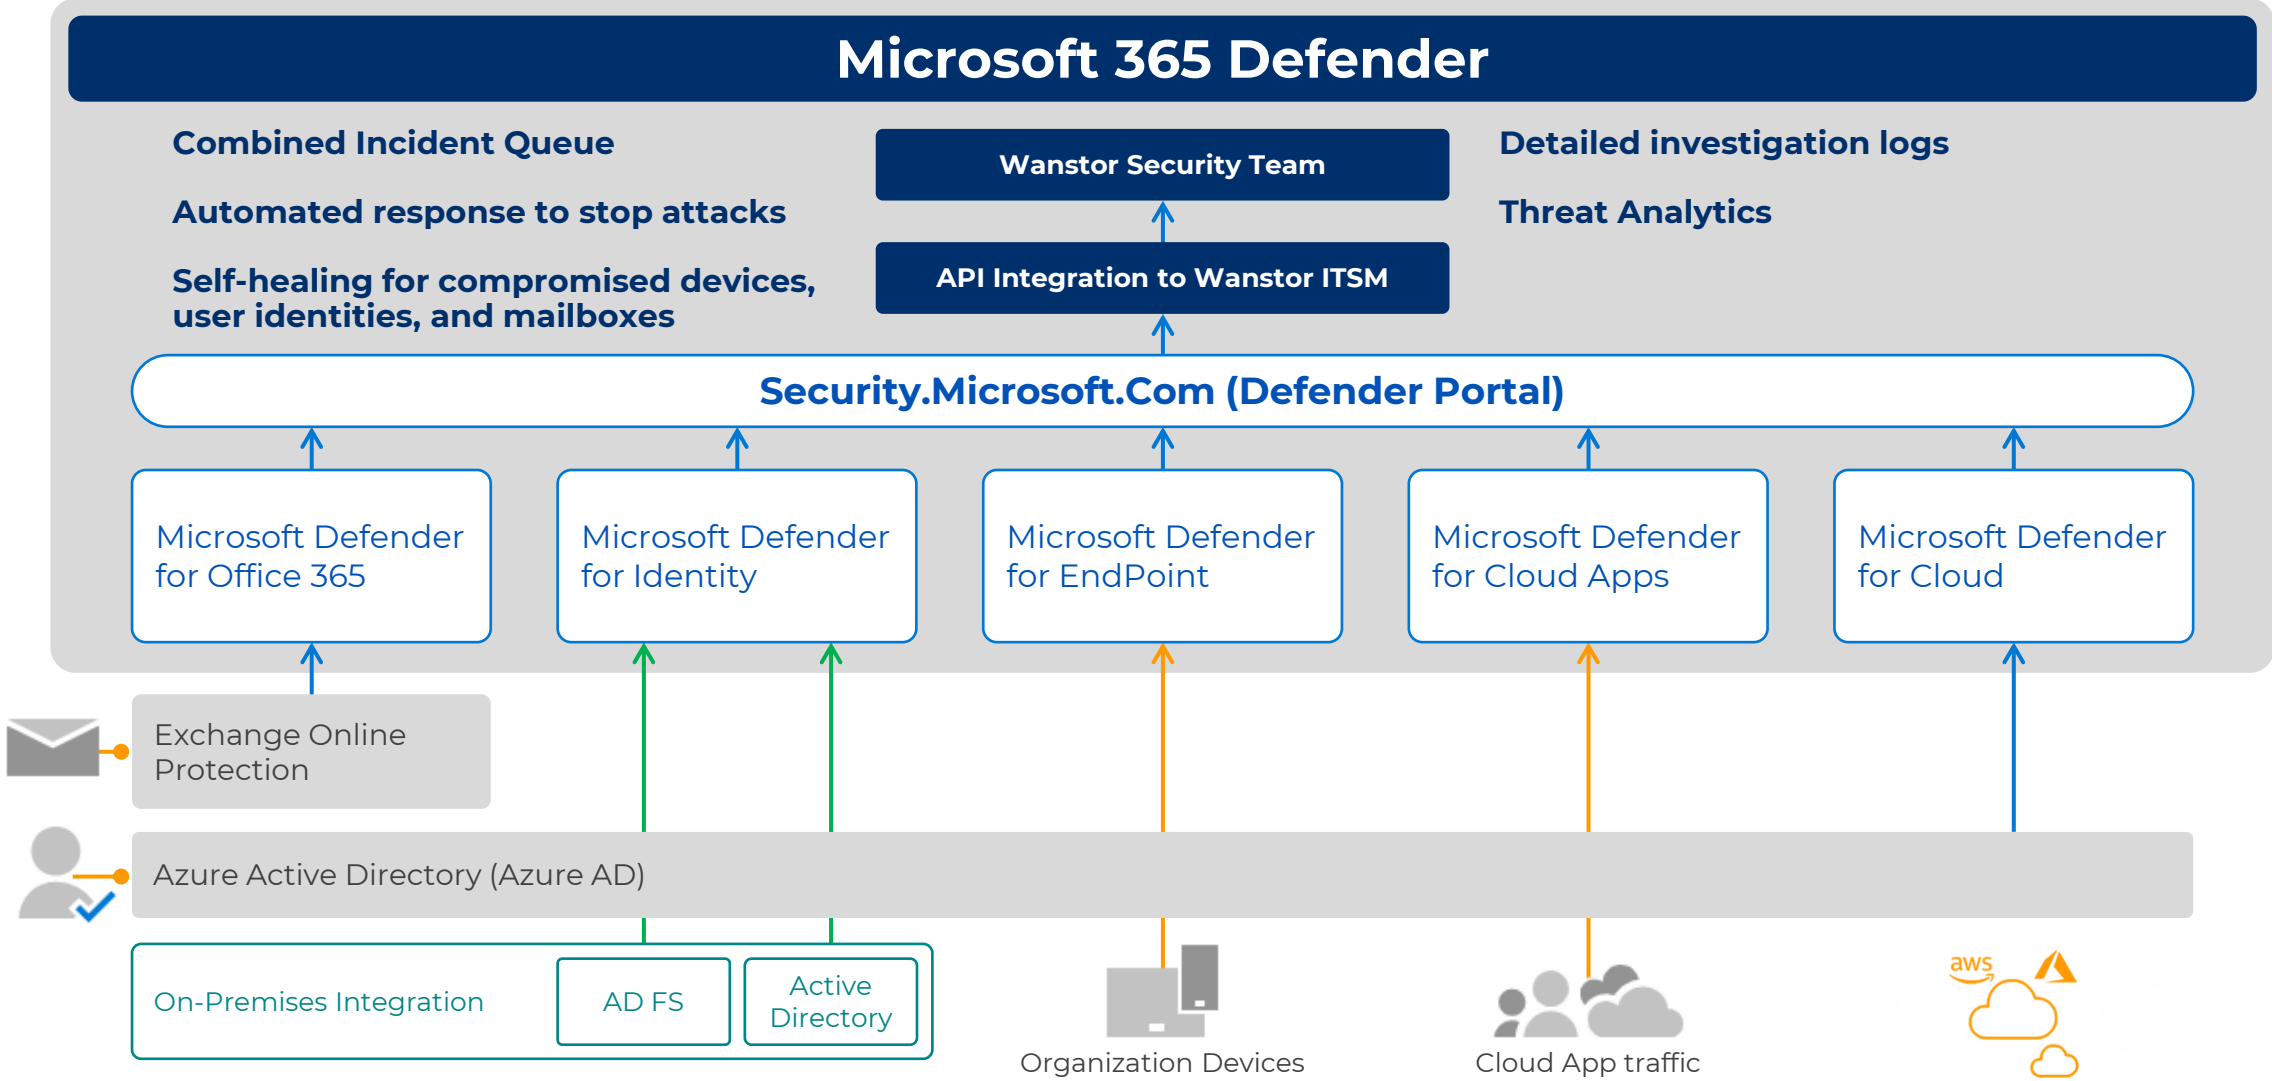 Microsoft 365 Defender
Combined Incident Queue
Automated response to stop attacks
Self-healing for compromised devices,
user identities, and mailboxes
Wanstor Security Team
API Integration to Wanstor ITSM
Detailed investigation logs
Threat Analytics
Security.Microsoft.Com (Defender Portal)
Microsoft Defender
for Office 365
Microsoft Defender
for Identity
Microsoft Defender
for EndPoint
Microsoft Defender
for Cloud Apps
Microsoft Defender
for Cloud
Exchange Online
Protection
Azure Active Directory (Azure AD)
On-Premises Integration
AD FS
Active
Directory
Organization Devices
Cloud App traffic
aws